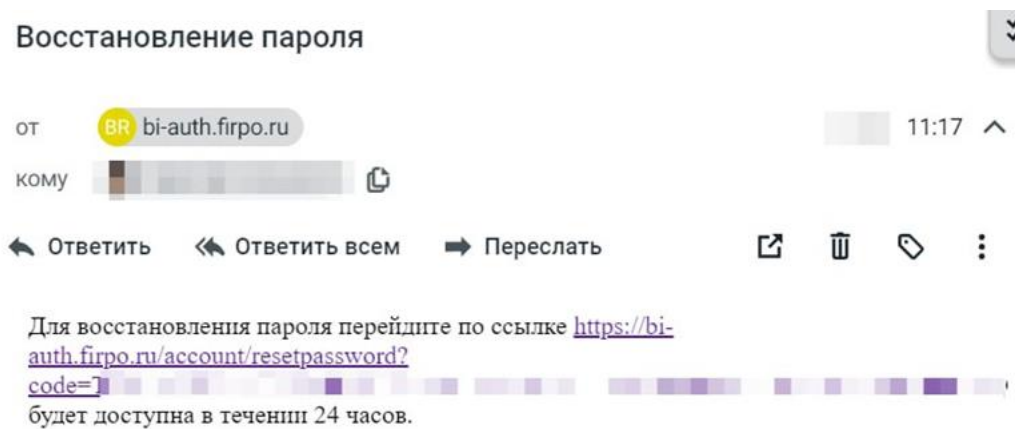 Восстановление пароля
от BR bi-auth.firpo.ru 11:17
кому
Ответить Ответить всем Переслать
Для восстановления пароля перейдите по ссылке https://bi-
auth.firpo.ru/account/resetpassword?
code=
будет доступна в течении 24 часов.